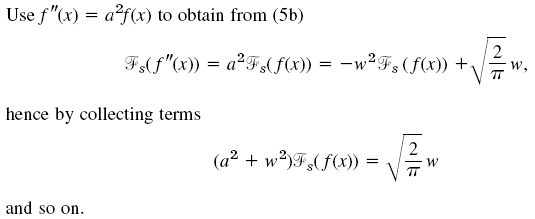 Use f″(x) = a²f(x) to obtain from (5b)
ℱₛ(f″(x)) = a²ℱₛ(f(x)) = −w²ℱₛ(f(x)) + √(2/π) w,
hence by collecting terms
(a² + w²)ℱₛ(f(x)) = √(2/π) w
and so on.